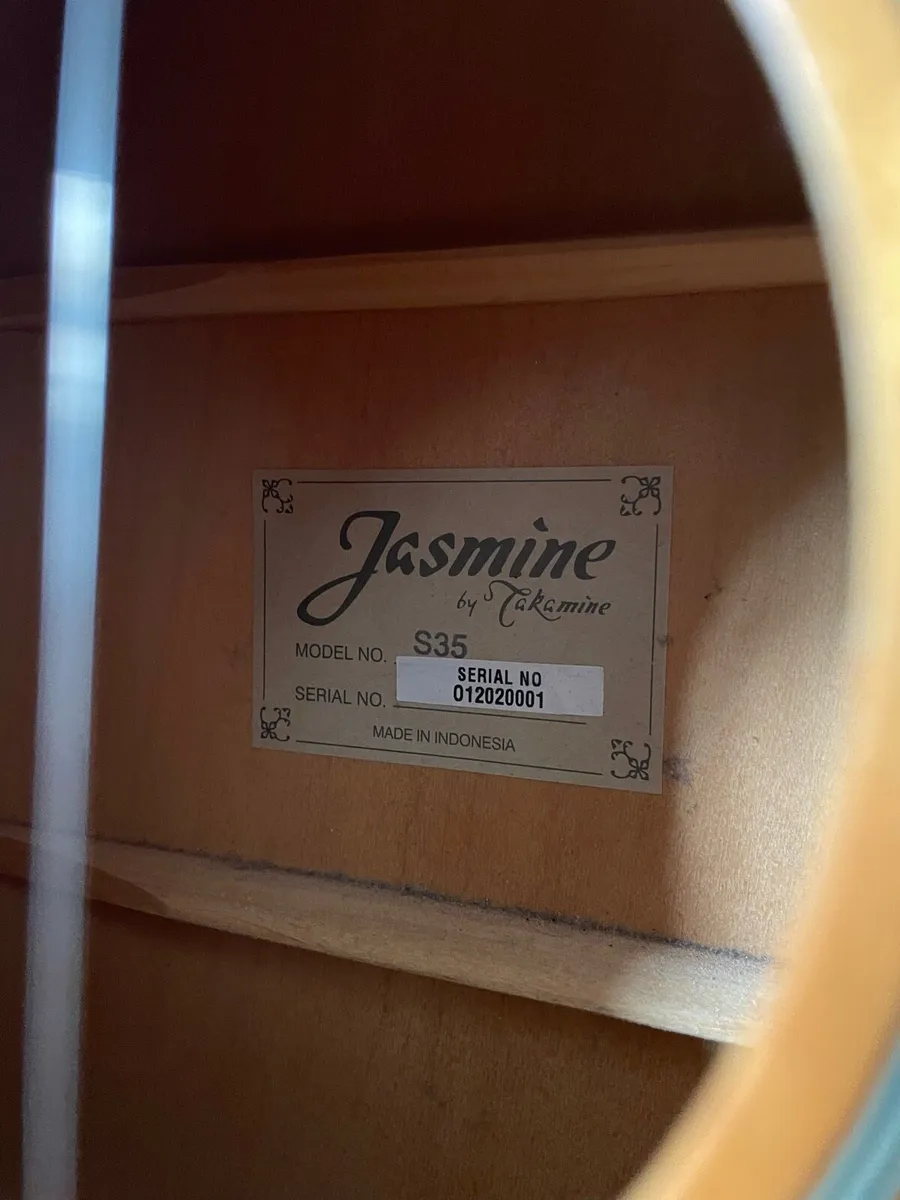 Jasmine
by Takamine
MODEL NO. S35
SERIAL NO. SERIAL NO
012020001
MADE IN INDONESIA